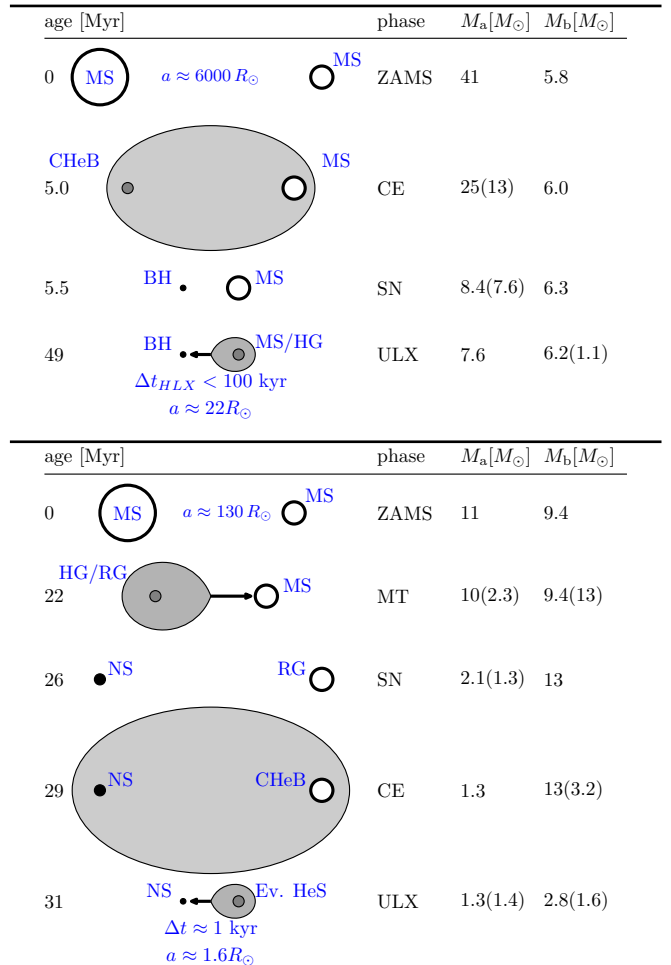 age [Myr] phase Ma[M⊙] Mb[M⊙]
MS
0 MS a ≈ 6000 R⊙ ZAMS 41 5.8
CHeB MS
5.0 CE 25(13) 6.0
BH MS
5.5 SN 8.4(7.6) 6.3
BH MS/HG
49 ULX 7.6 6.2(1.1)
ΔtHLX < 100 kyr
a ≈ 22R⊙
age [Myr] phase Ma[M⊙] Mb[M⊙]
MS
0 MS a ≈ 130 R⊙ ZAMS 11 9.4
HG/RG MS
22 MT 10(2.3) 9.4(13)
NS RG
26 SN 2.1(1.3) 13
NS CHeB
29 CE 1.3 13(3.2)
NS Ev. HeS
31 ULX 1.3(1.4) 2.8(1.6)
Δt ≈ 1 kyr
a ≈ 1.6R⊙